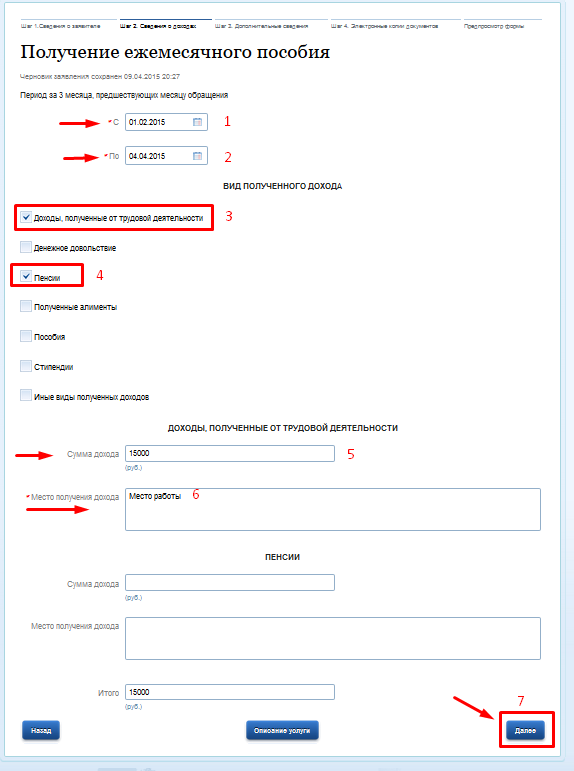 Шаг 1. Сведения о заявителе Шаг 2. Сведения о доходах Шаг 3. Дополнительные сведения Шаг 4. Электронные копии документов Предпросмотр формы
Получение ежемесячного пособия
Черновик заявления сохранен 09.04.2015 20:27
Период за 3 месяца, предшествующих месяцу обращения
* С 01.02.2015 1
* По 04.04.2015 2
ВИД ПОЛУЧЕННОГО ДОХОДА
Доходы, полученные от трудовой деятельности 3
Денежное довольствие
Пенсии 4
Полученные алименты
Пособия
Стипендии
Иные виды полученных доходов
ДОХОДЫ, ПОЛУЧЕННЫЕ ОТ ТРУДОВОЙ ДЕЯТЕЛЬНОСТИ
Сумма дохода 15000 5
(руб.)
* Место получения дохода Место работы 6
ПЕНСИИ
Сумма дохода
(руб.)
Место получения дохода
Итого 15000
(руб.)
7
Назад Описание услуги Далее